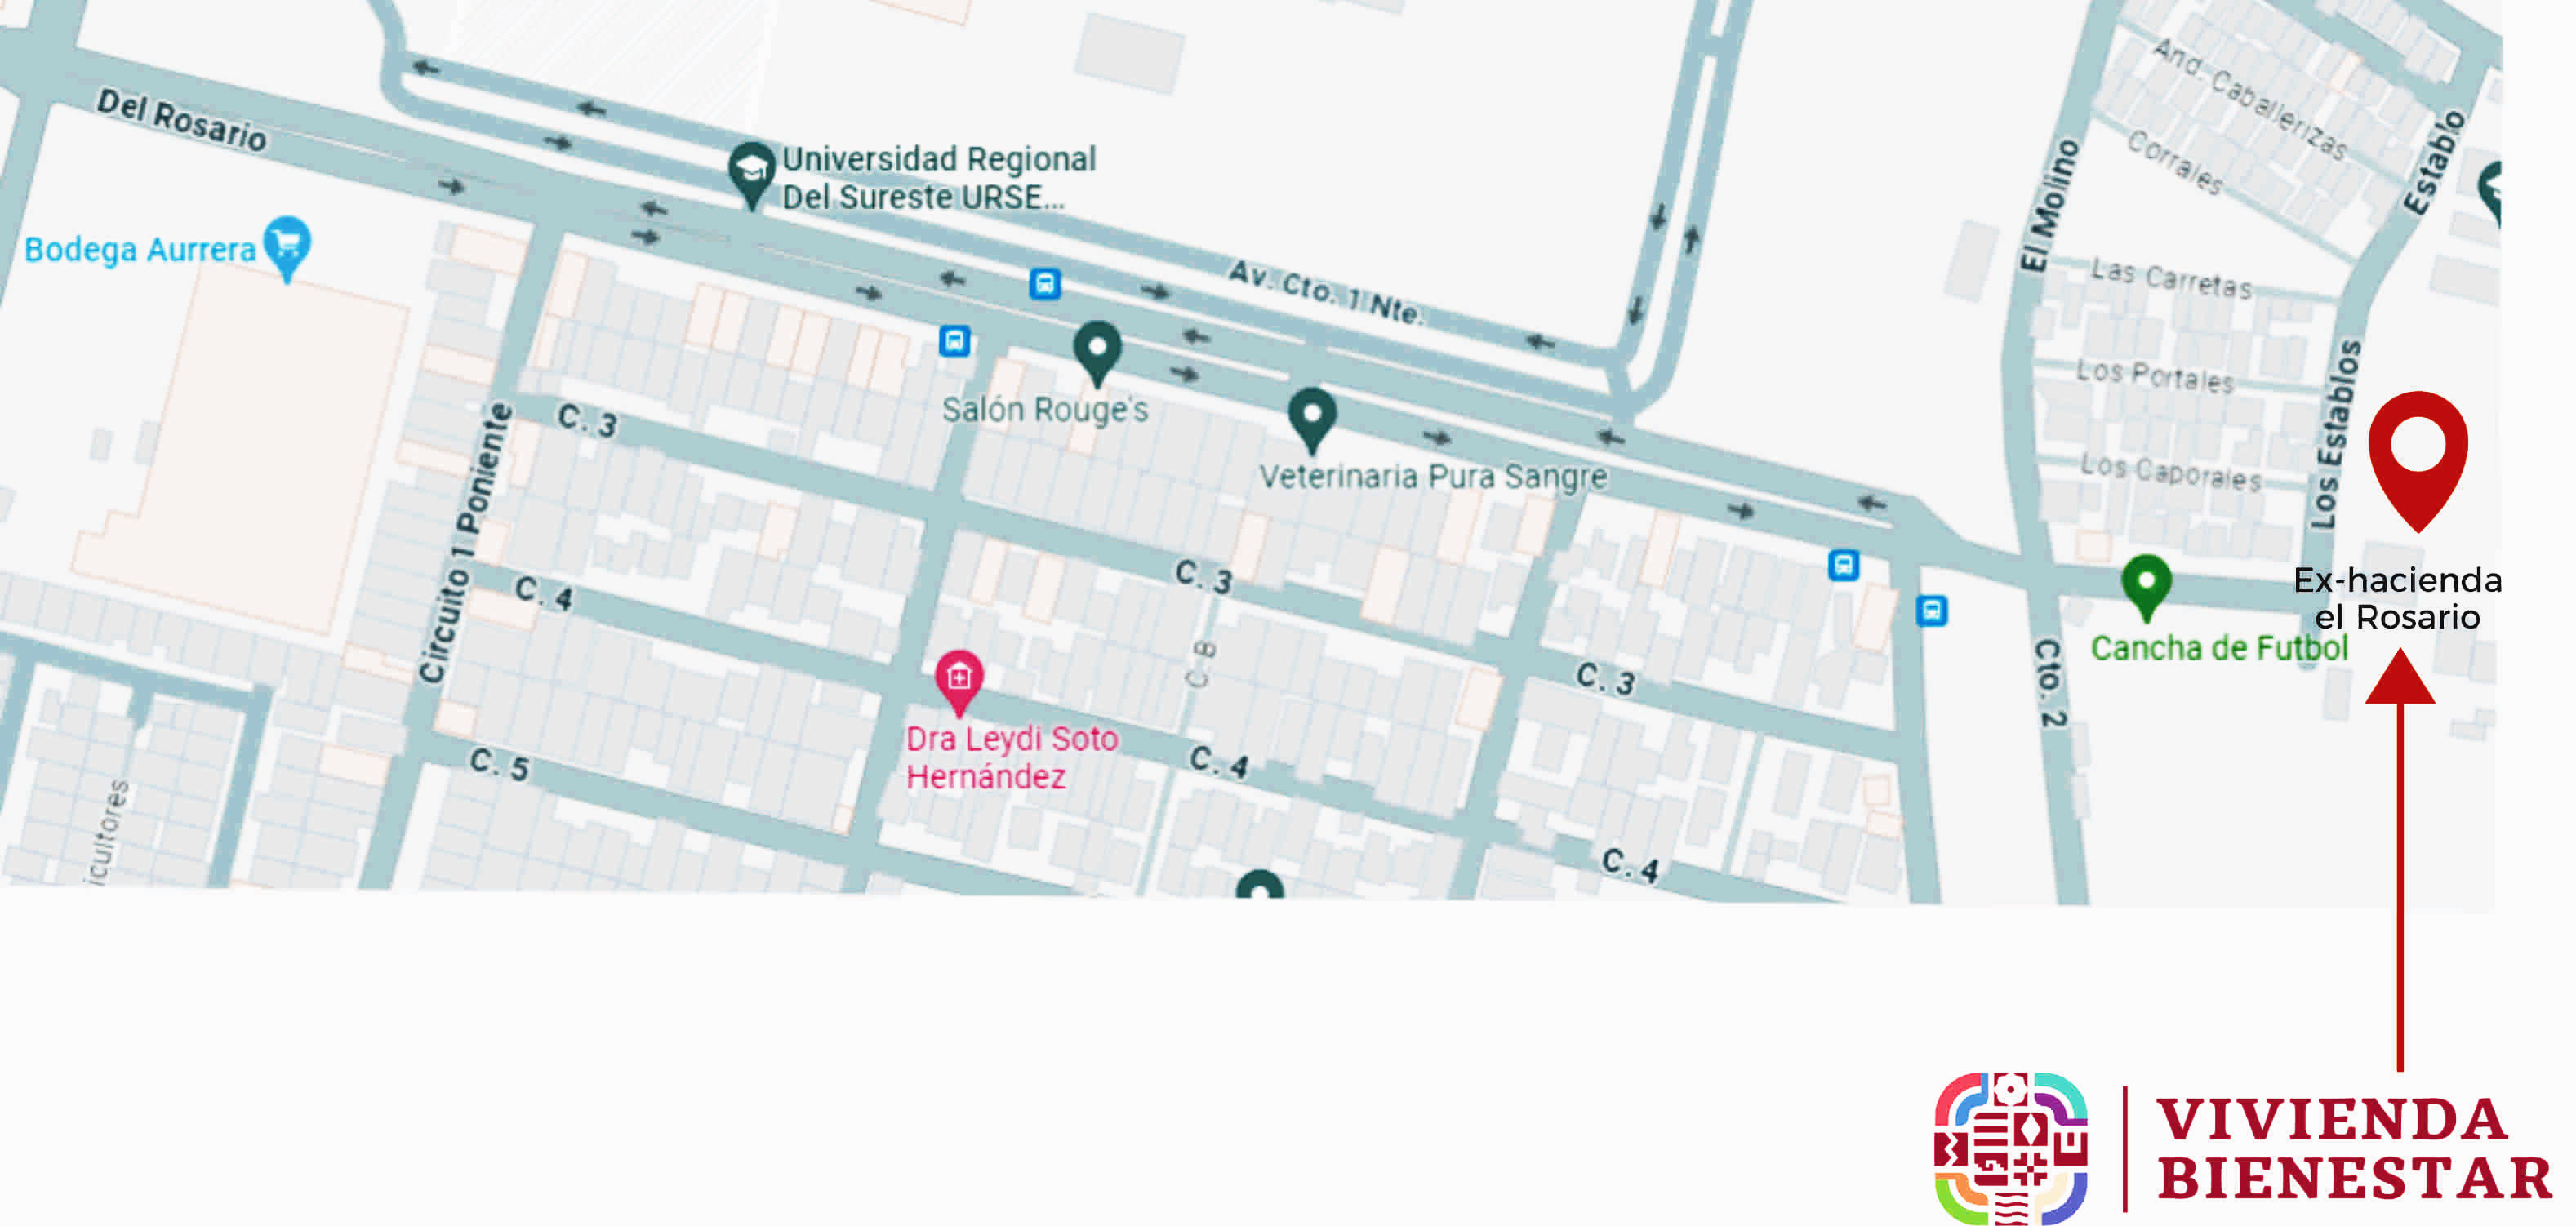 And. Caballerizas
Del Rosario
Establo
Corrales
Universidad Regional
Del Sureste URSE...
El Molino
Bodega Aurrera
Av. Cto. 1 Nte.
Las Carretas
Los Portales
Salón Rouge's
C. 3
Los Establos
Veterinaria Pura Sangre
Los Caporales
Circuito 1 Poniente
C. 3
Ex-hacienda
el Rosario
C. 4
Cancha de Futbol
C B
C. 3
Cto. 2
Dra Leydi Soto
Hernández
C. 5
C. 4
icultores
C. 4
VIVIENDA
BIENESTAR